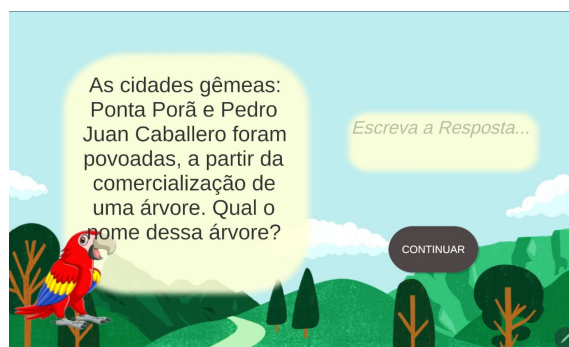 As cidades gêmeas:
Ponta Porã e Pedro
Juan Caballero foram
povoadas, a partir da
comercialização de
uma árvore. Qual o
nome dessa árvore?
Escreva a Resposta...
CONTINUAR